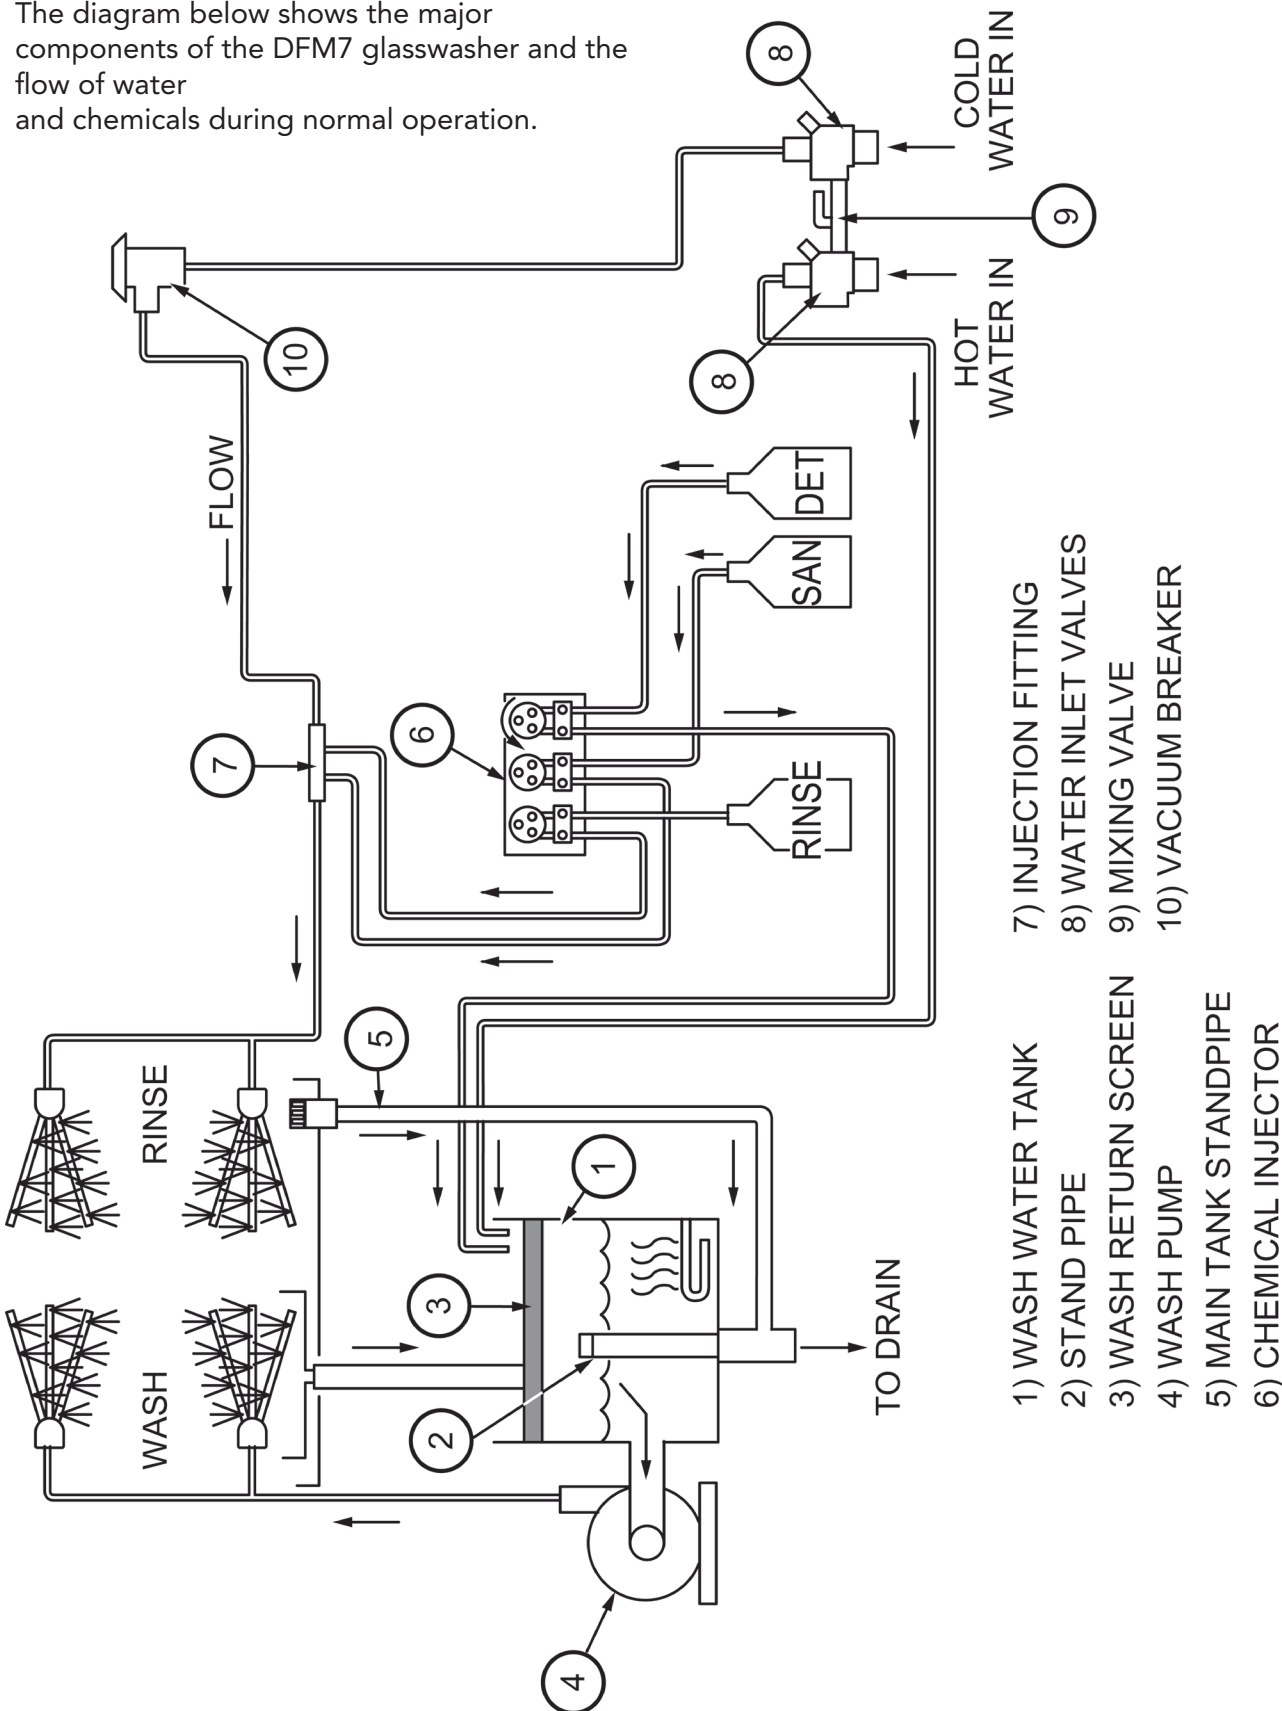 The diagram below shows the major
components of the DFM7 glasswasher and the
flow of water
and chemicals during normal operation.
WASH
RINSE
FLOW
10
7
5
6
8
8
9
COLD
WATER IN
HOT
WATER IN
DET
SAN
RINSE
1
3
2
4
TO DRAIN
1) WASH WATER TANK
2) STAND PIPE
3) WASH RETURN SCREEN
4) WASH PUMP
5) MAIN TANK STANDPIPE
6) CHEMICAL INJECTOR
7) INJECTION FITTING
8) WATER INLET VALVES
9) MIXING VALVE
10) VACUUM BREAKER